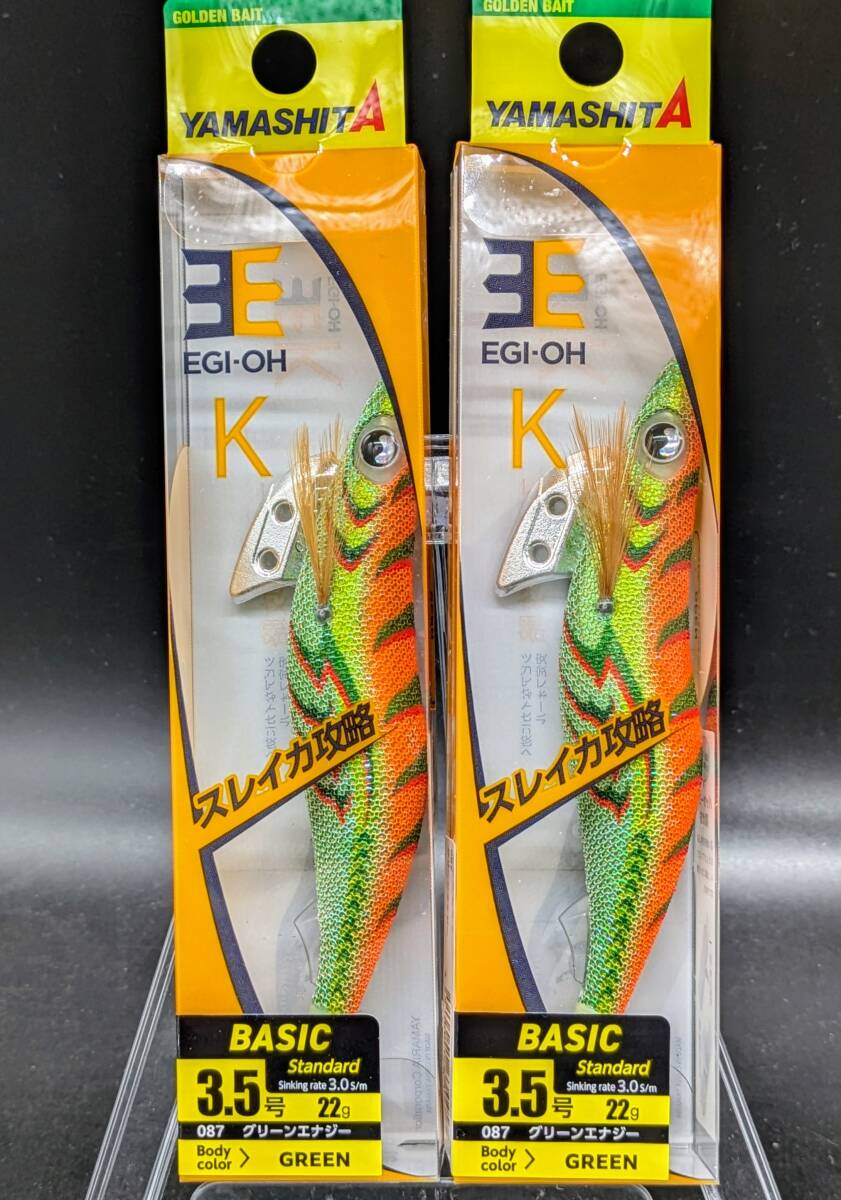 GOLDEN BAIT
YAMASHITA
EGI-OH
K
スレイカ攻略
BASIC
Standard
Sinking rate 3.0 S/m
3.5号 22g
087 グリーンエナジー
Body color > GREEN
GOLDEN BAIT
YAMASHITA
EGI-OH
K
スレイカ攻略
BASIC
Standard
Sinking rate 3.0 S/m
3.5号 22g
087 グリーンエナジー
Body color > GREEN